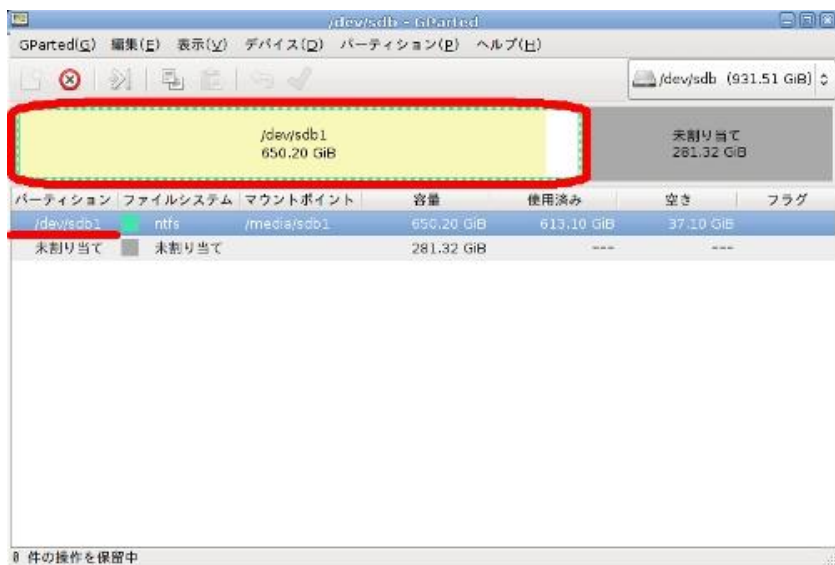 /dev/sdb - GParted
GParted(G) 編集(E) 表示(V) デバイス(D) パーティション(P) ヘルプ(H)
/dev/sdb (931.51 GiB)
/dev/sdb1
650.20 GiB
未割り当て
281.32 GiB
パーティション ファイルシステム マウントポイント 容量 使用済み 空き フラグ
/dev/sdb1 ntfs /media/sdb1 650.20 GiB 613.10 GiB 37.10 GiB
未割り当て 未割り当て 281.32 GiB --- ---
0 件の操作を保留中